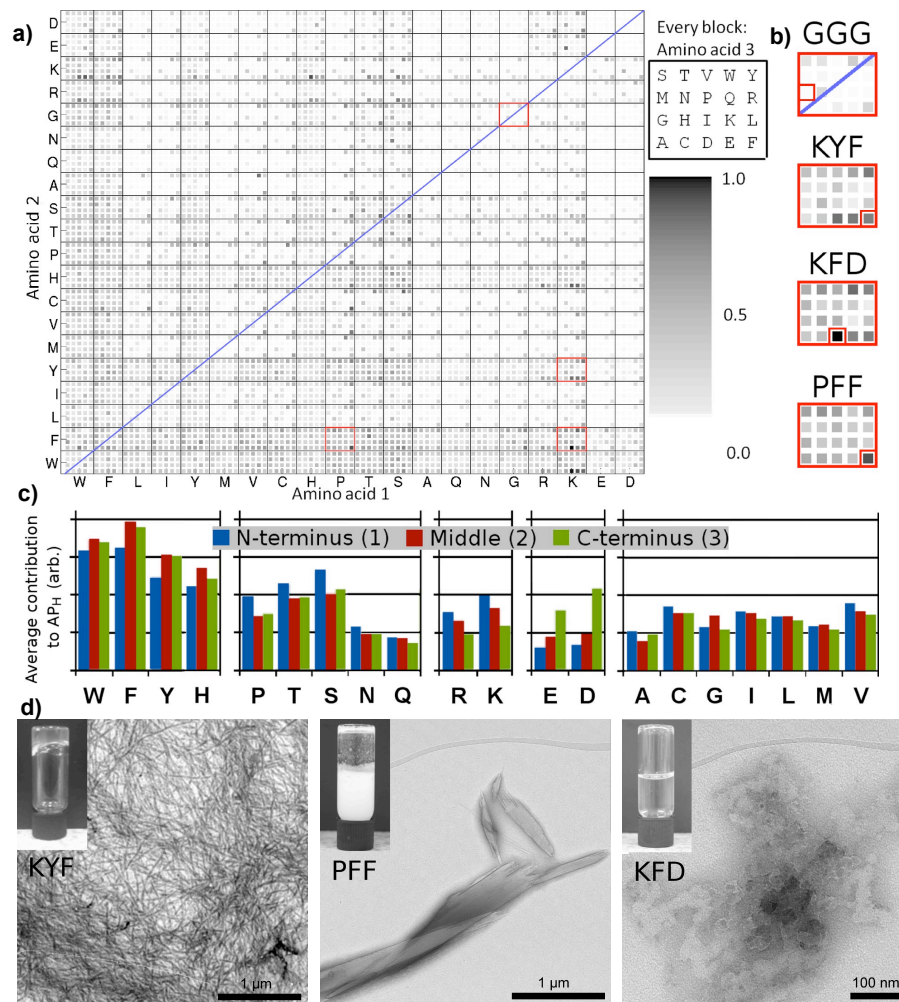 a)
Amino acid 2
D
E
K
R
G
N
Q
A
S
T
P
H
C
V
M
Y
I
L
F
W
W F L I Y M V C H P T S A Q N G R K E D
Amino acid 1
Every block:
Amino acid 3
S T V W Y
M N P Q R
G H I K L
A C D E F
1.0
0.5
0.0
b)
GGG
KYF
KFD
PFF
c)
Average contribution
to APH (arb.)
N-terminus (1) Middle (2) C-terminus (3)
W F Y H P T S N Q R K E D A C G I L M V
d)
KYF
1 µm
PFF
1 µm
KFD
100 nm